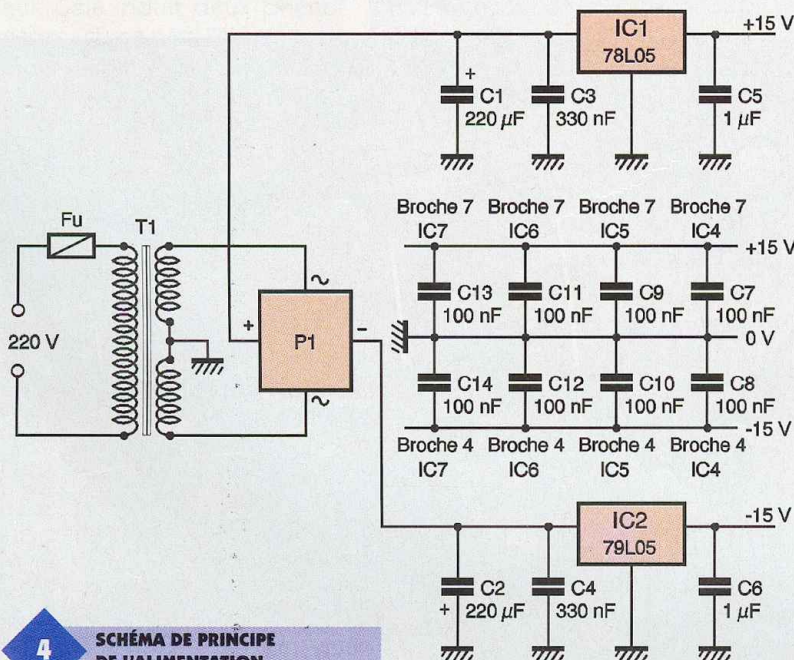 IC1
78L05
+15 V
+
C1
220 µF
C3
330 nF
C5
1 µF
Fu
T1
220 V
~
+
P1
-
~
Broche 7 Broche 7 Broche 7 Broche 7
IC7 IC6 IC5 IC4
+15 V
C13
100 nF
C11
100 nF
C9
100 nF
C7
100 nF
0 V
C14
100 nF
C12
100 nF
C10
100 nF
C8
100 nF
-15 V
Broche 4 Broche 4 Broche 4 Broche 4
IC7 IC6 IC5 IC4
IC2
79L05
-15 V
C2
+ 220 µF
C4
330 nF
C6
1 µF
4
SCHÉMA DE PRINCIPE
DE L'ALIMENTATION